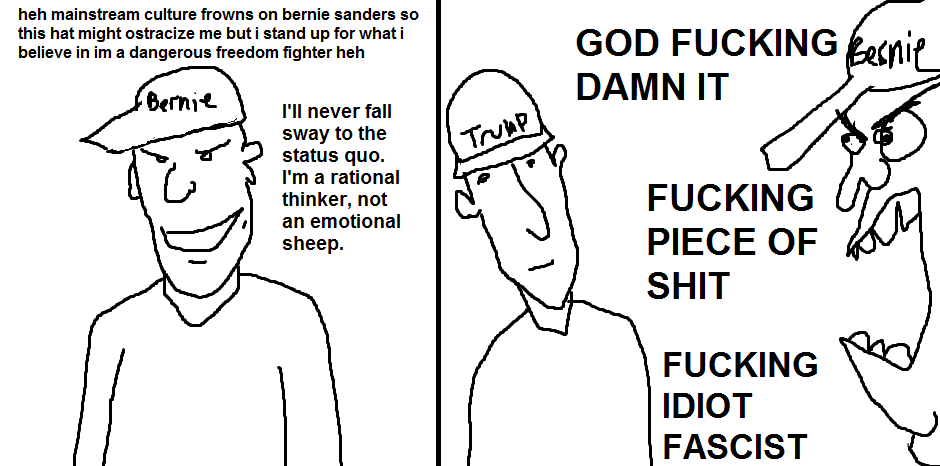 heh mainstream culture frowns on bernie sanders so
this hat might ostracize me but i stand up for what i
believe in im a dangerous freedom fighter heh
Bernie
I'll never fall
sway to the
status quo.
I'm a rational
thinker, not
an emotional
sheep.
GOD FUCKING
DAMN IT
Bernie
Trump
FUCKING
PIECE OF
SHIT
FUCKING
IDIOT
FASCIST